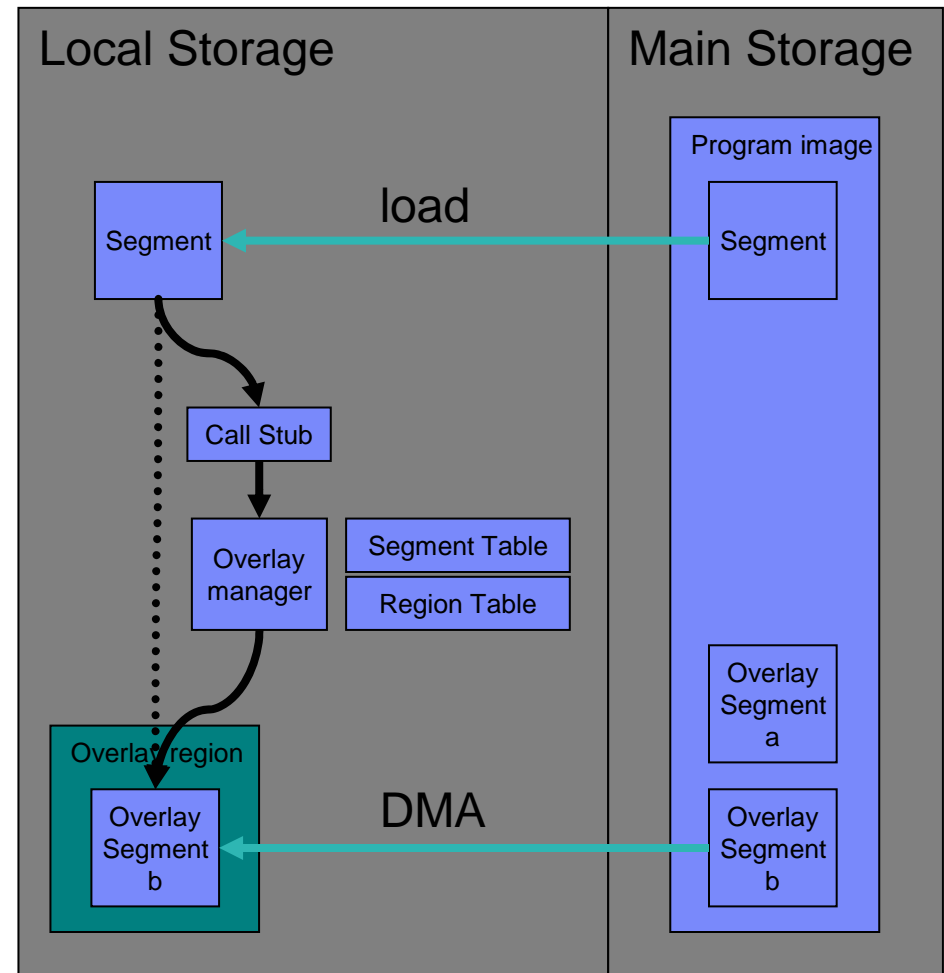 Local Storage
Main Storage
Program image
load
Segment
Segment
Call Stub
Overlay
manager
Segment Table
Region Table
Overlay
Segment
a
Overlay region
DMA
Overlay
Segment
b
Overlay
Segment
b